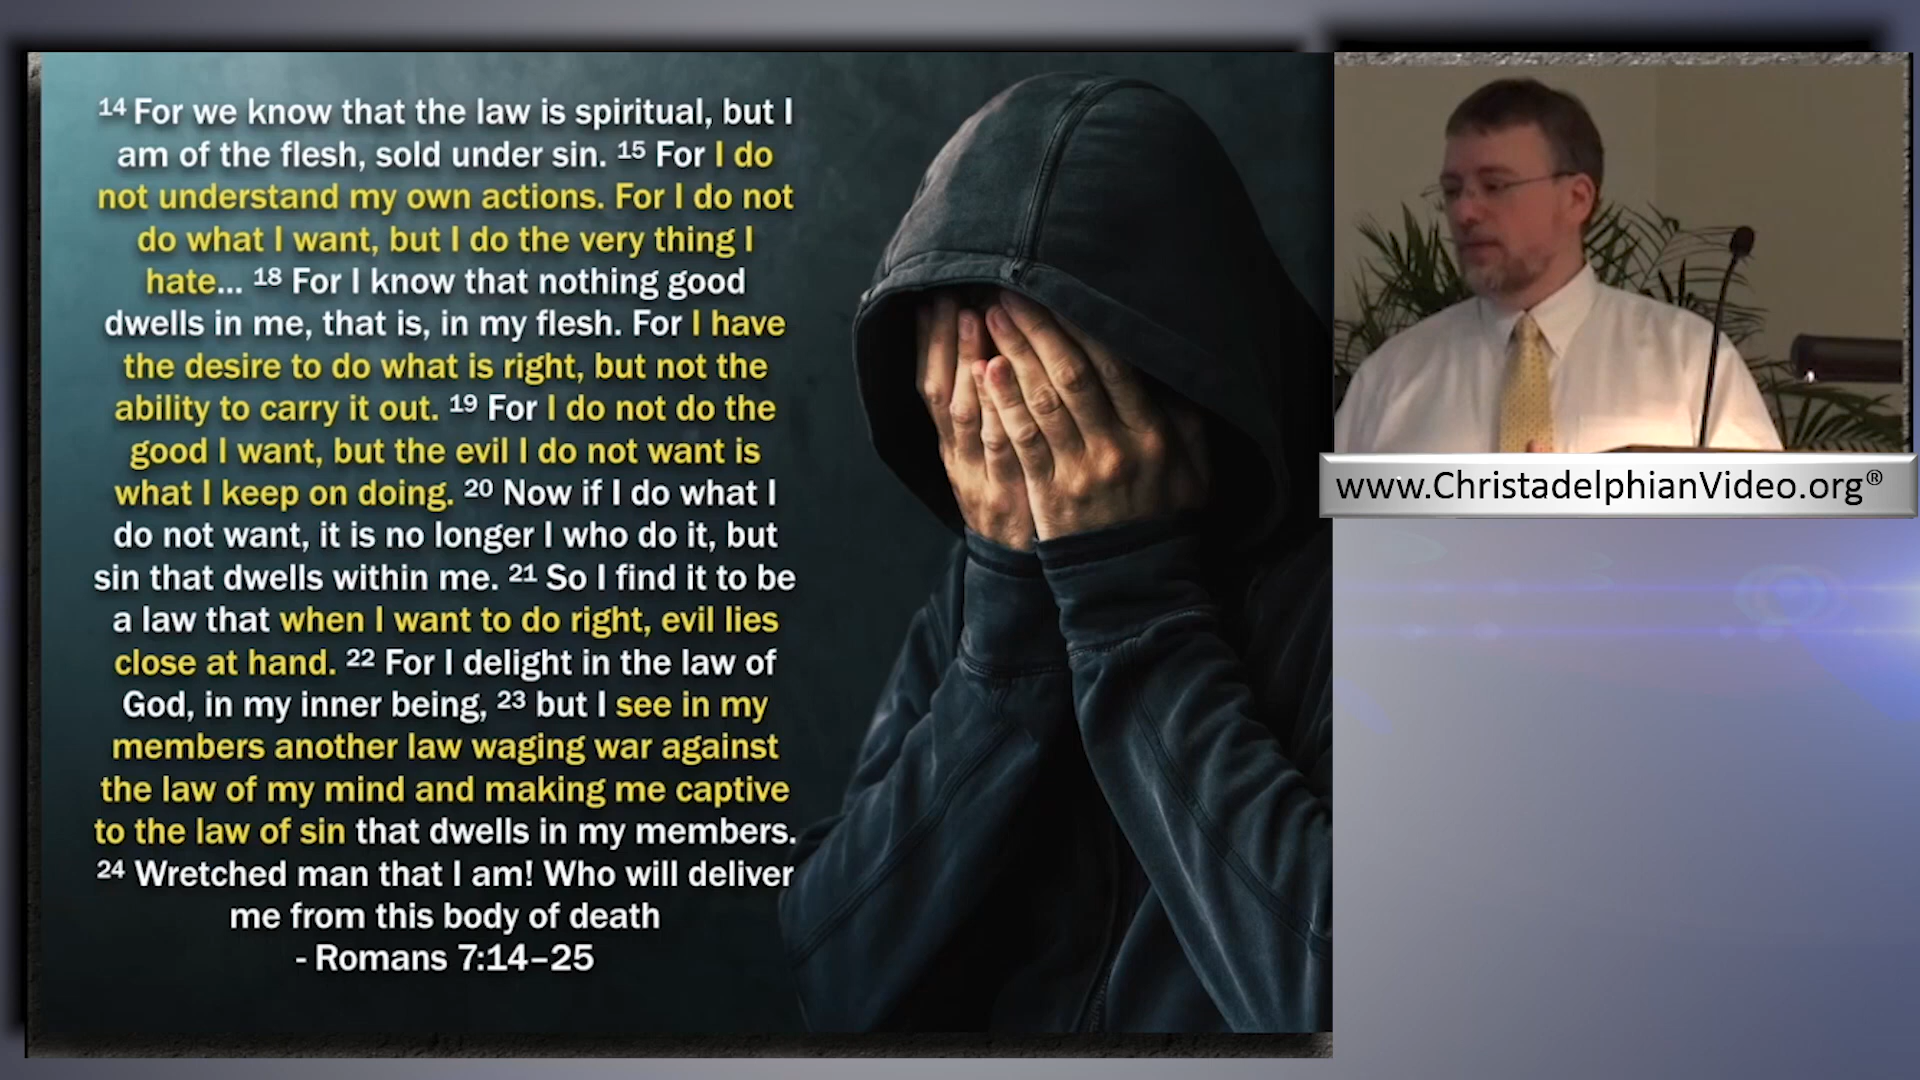 14 For we know that the law is spiritual, but I
am of the flesh, sold under sin. 15 For I do
not understand my own actions. For I do not
do what I want, but I do the very thing I
hate... 18 For I know that nothing good
dwells in me, that is, in my flesh. For I have
the desire to do what is right, but not the
ability to carry it out. 19 For I do not do the
good I want, but the evil I do not want is
what I keep on doing. 20 Now if I do what I
do not want, it is no longer I who do it, but
sin that dwells within me. 21 So I find it to be
a law that when I want to do right, evil lies
close at hand. 22 For I delight in the law of
God, in my inner being, 23 but I see in my
members another law waging war against
the law of my mind and making me captive
to the law of sin that dwells in my members.
24 Wretched man that I am! Who will deliver
me from this body of death
- Romans 7:14–25
www.ChristadelphianVideo.org®